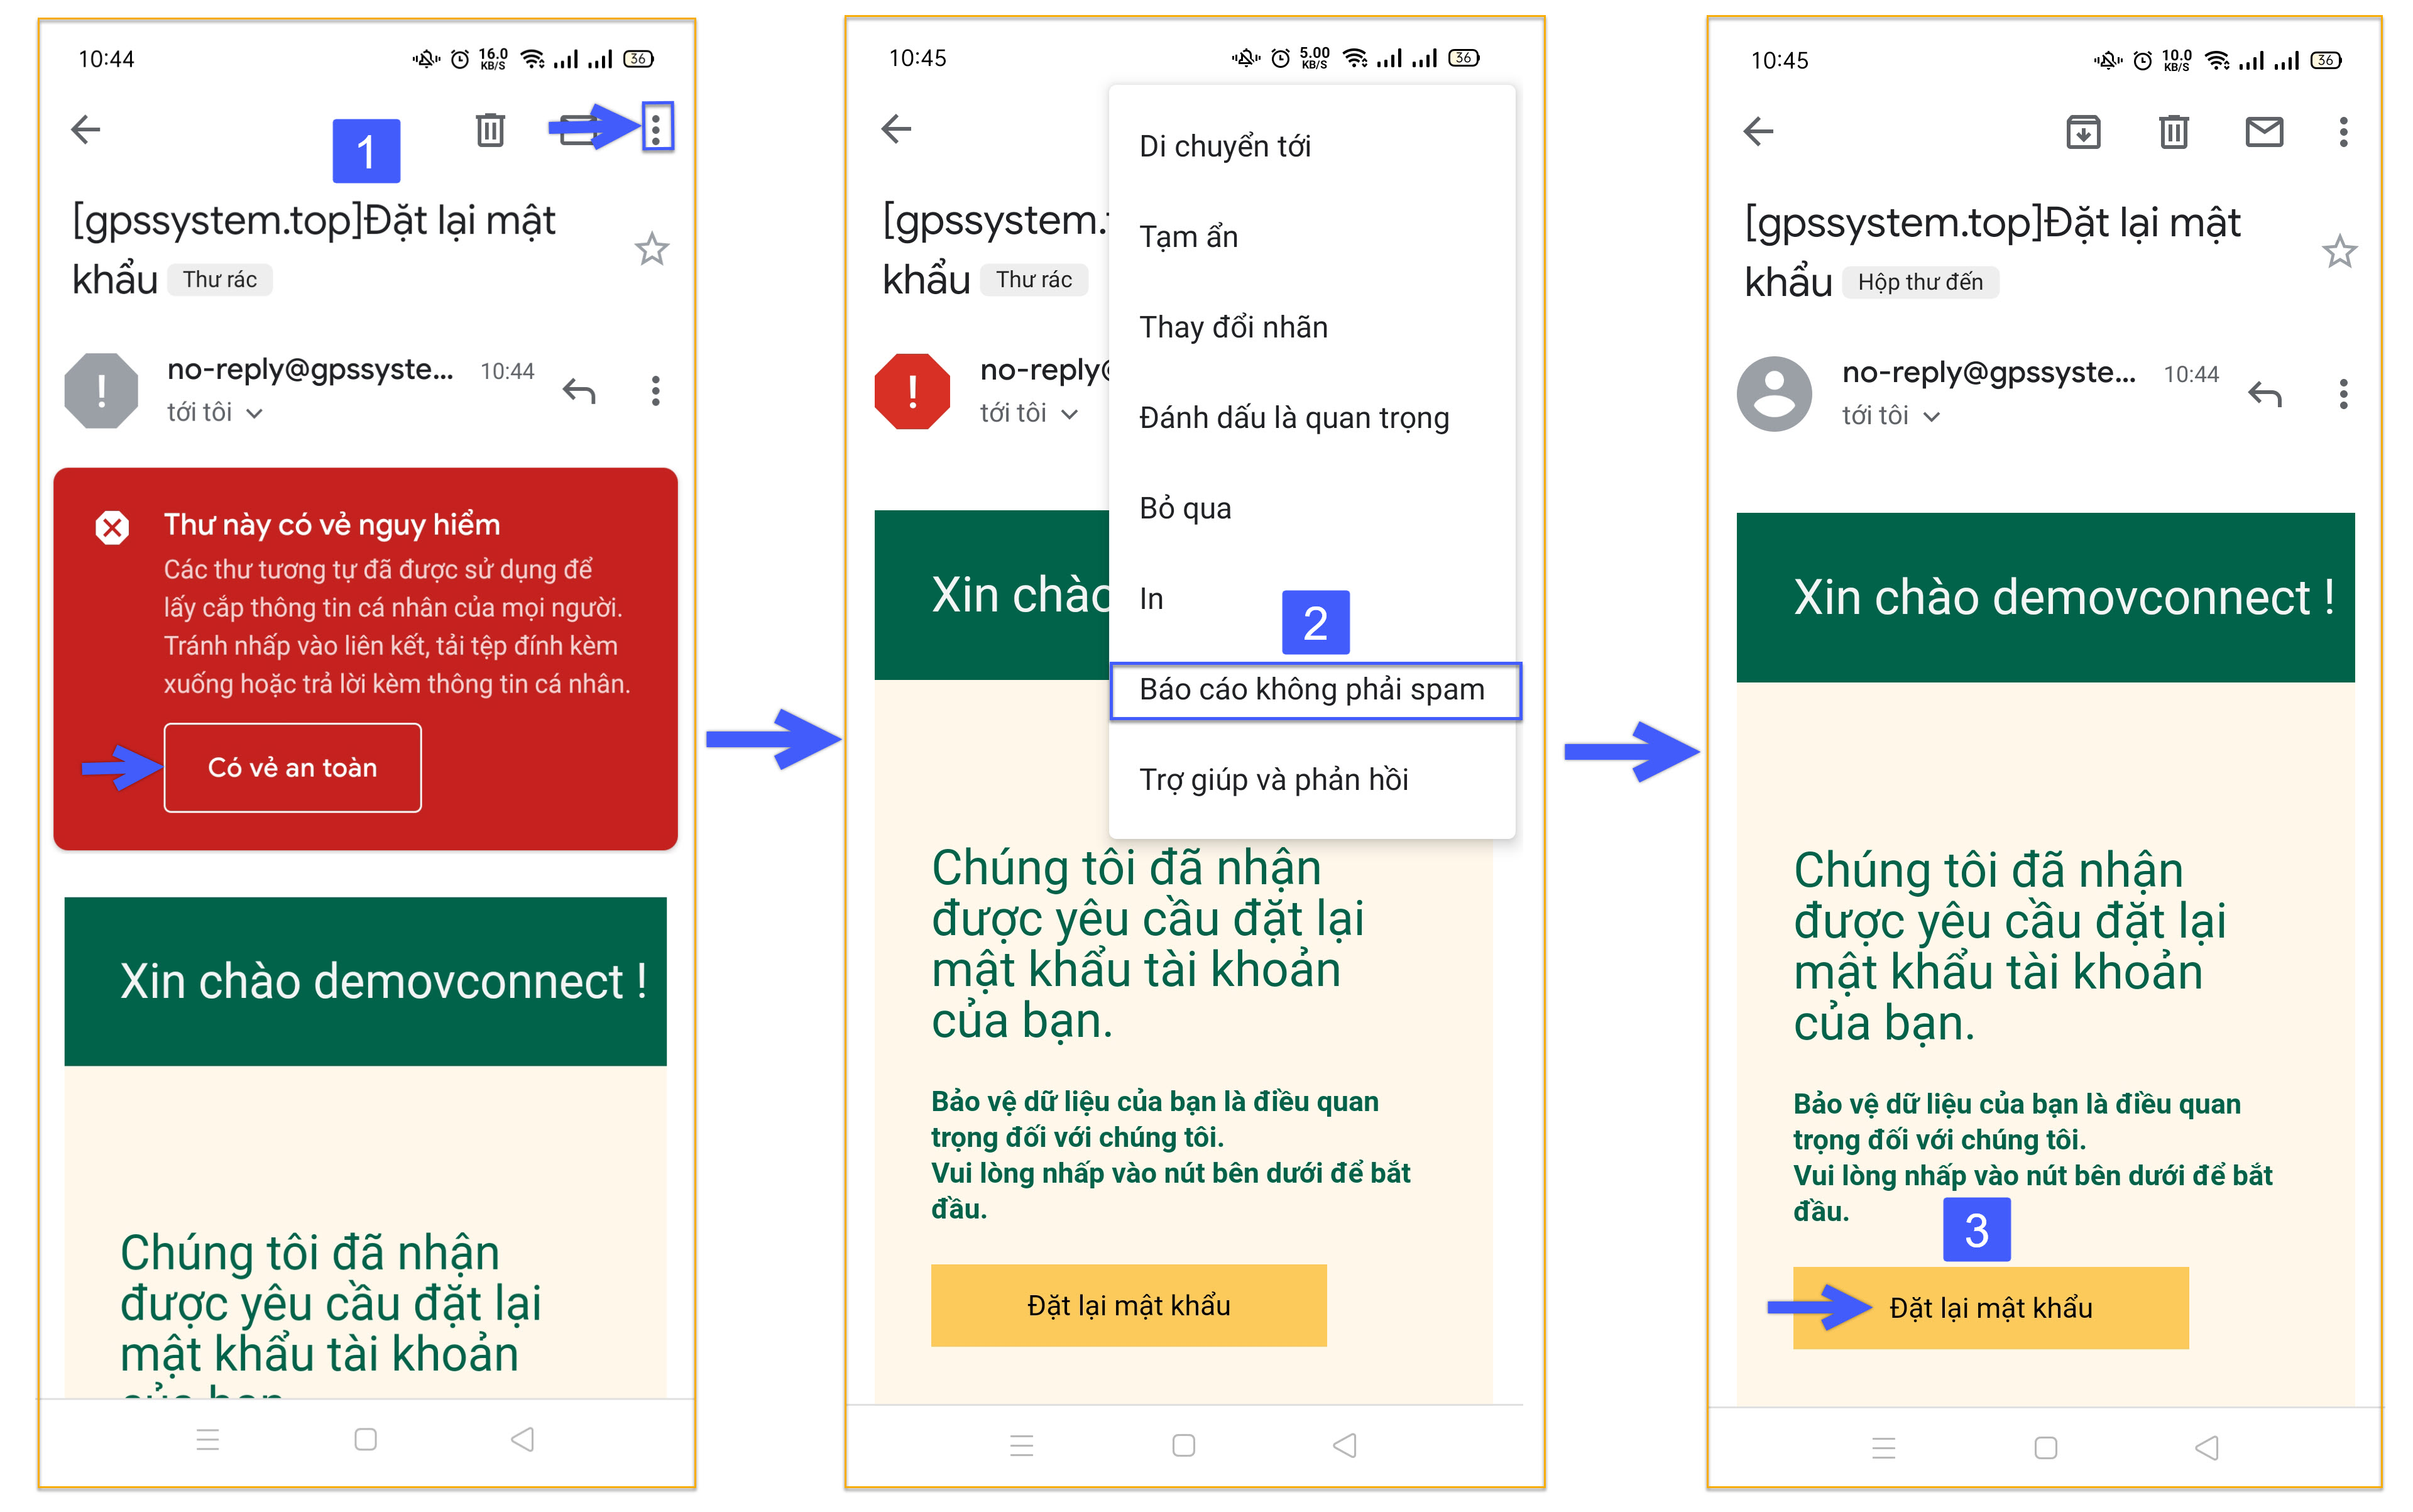 10:44
16.0
KB/S
36
1
[gpssystem.top]Đặt lại mật
khẩu Thư rác
no-reply@gpssyste... 10:44
tới tôi
Thư này có vẻ nguy hiểm
Các thư tương tự đã được sử dụng để
lấy cắp thông tin cá nhân của mọi người.
Tránh nhấp vào liên kết, tải tệp đính kèm
xuống hoặc trả lời kèm thông tin cá nhân.
Có vẻ an toàn
Xin chào demovconnect !
Chúng tôi đã nhận
được yêu cầu đặt lại
mật khẩu tài khoản
của bạn
10:45
5.00
KB/S
36
[gpssystem.
khẩu Thư rác
no-reply
tới tôi
Di chuyển tới
Tạm ẩn
Thay đổi nhãn
Đánh dấu là quan trọng
Bỏ qua
In
2
Báo cáo không phải spam
Trợ giúp và phản hồi
Xin chào
Chúng tôi đã nhận
được yêu cầu đặt lại
mật khẩu tài khoản
của bạn.
Bảo vệ dữ liệu của bạn là điều quan
trọng đối với chúng tôi.
Vui lòng nhấp vào nút bên dưới để bắt
đầu.
Đặt lại mật khẩu
10:45
10.0
KB/S
36
[gpssystem.top]Đặt lại mật
khẩu Hộp thư đến
no-reply@gpssyste... 10:44
tới tôi
Xin chào demovconnect !
Chúng tôi đã nhận
được yêu cầu đặt lại
mật khẩu tài khoản
của bạn.
Bảo vệ dữ liệu của bạn là điều quan
trọng đối với chúng tôi.
Vui lòng nhấp vào nút bên dưới để bắt
đầu.
3
Đặt lại mật khẩu